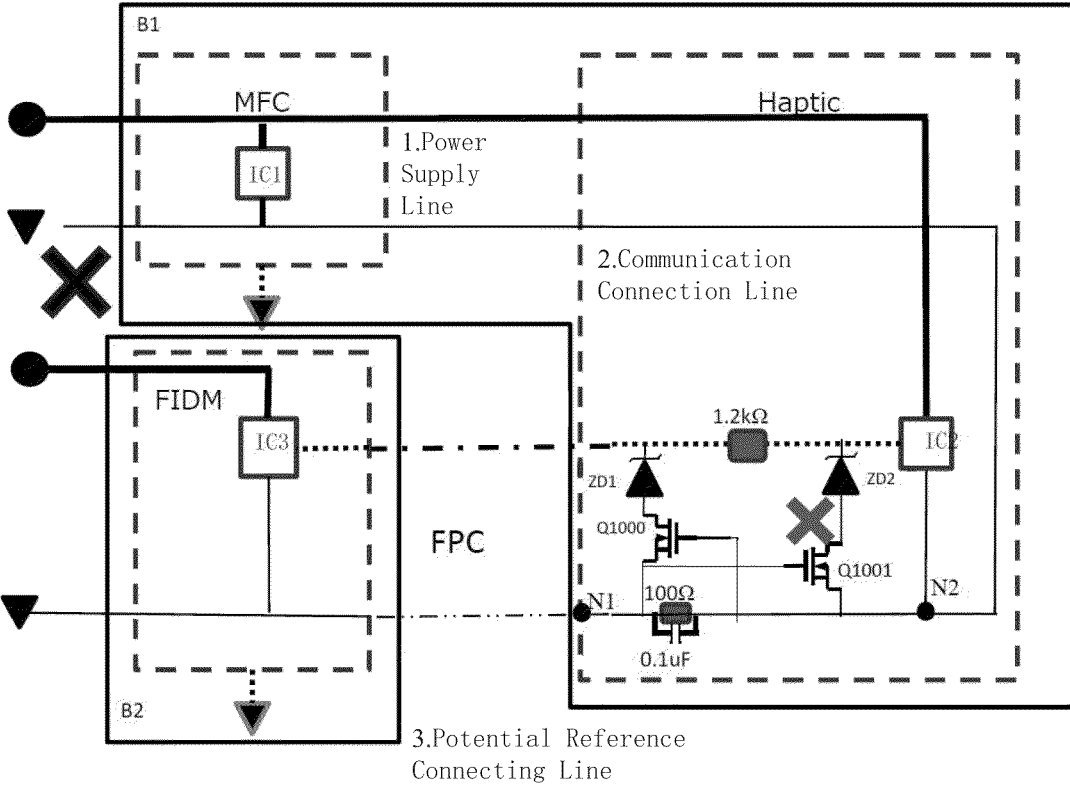 B1
MFC
Haptic
IC1
1.Power
Supply
Line
2.Communication
Connection Line
FIDM
IC3
1.2kΩ
IC2
ZD1
ZD2
Q1000
FPC
Q1001
N1
100Ω
N2
0.1uF
B2
3.Potential Reference
Connecting Line